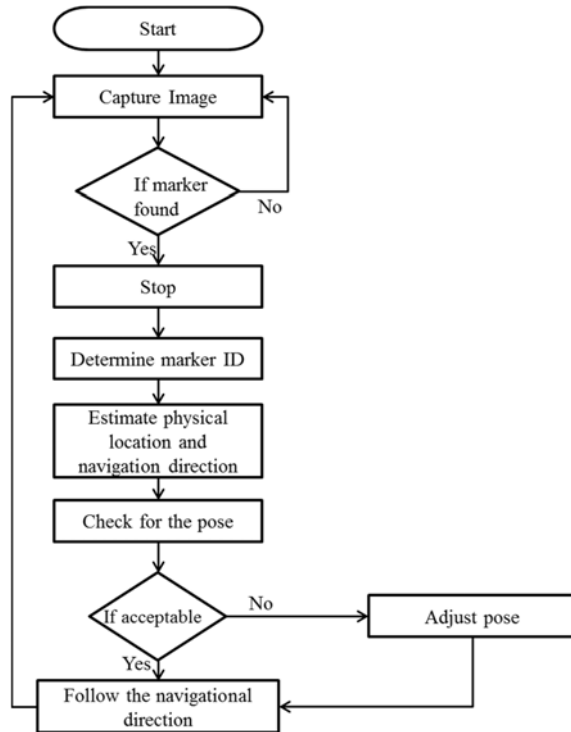 Start
Capture Image
If marker
found
No
Yes
Stop
Determine marker ID
Estimate physical
location and
navigation direction
Check for the pose
If acceptable
No
Adjust pose
Yes
Follow the navigational
direction